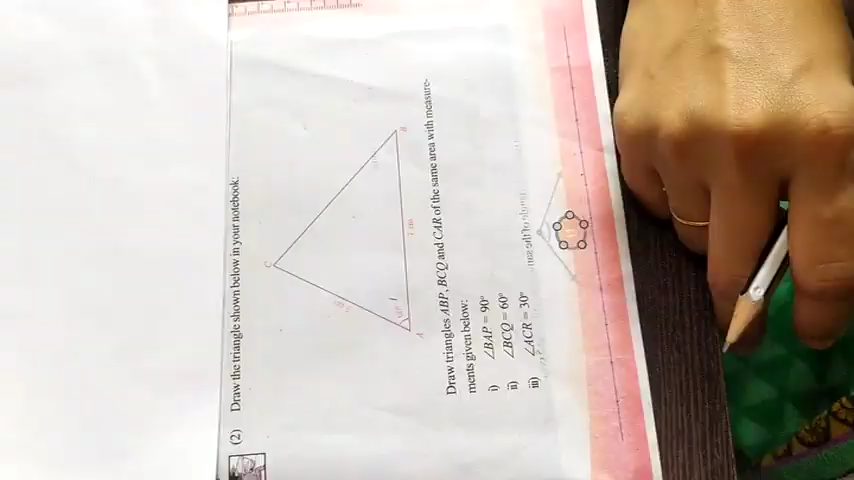 (2) Draw the triangle shown below in your notebook:
C
B
A
Draw triangles ABP, BCQ and CAR of the same area with measure-
ments given below:
i) ∠BAP = 90°
ii) ∠BCQ = 60°
iii) ∠ACR = 30°